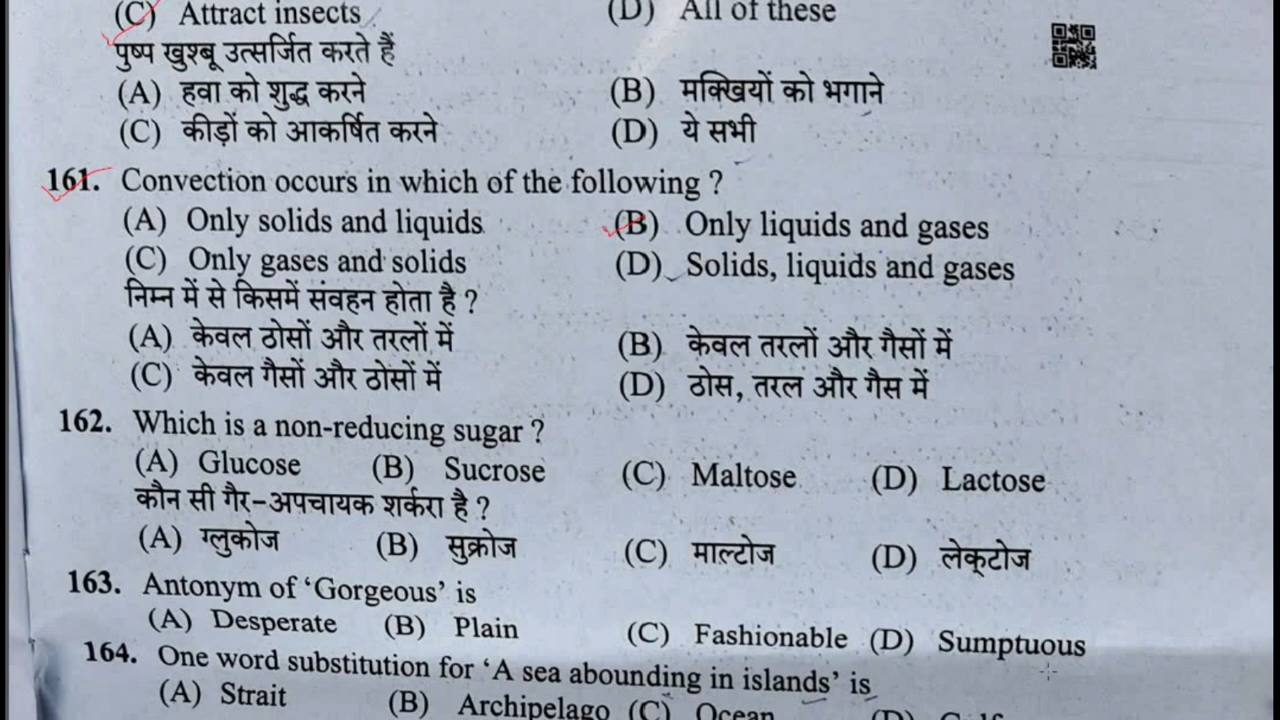 (C) Attract insects (D) All of these
पुष्प खुश्बू उत्सर्जित करते हैं
(A) हवा को शुद्ध करने (B) मक्खियों को भगाने
(C) कीड़ों को आकर्षित करने (D) ये सभी
161. Convection occurs in which of the following ?
(A) Only solids and liquids (B) Only liquids and gases
(C) Only gases and solids (D) Solids, liquids and gases
निम्न में से किसमें संवहन होता है ?
(A) केवल ठोसों और तरलों में (B) केवल तरलों और गैसों में
(C) केवल गैसों और ठोसों में (D) ठोस, तरल और गैस में
162. Which is a non-reducing sugar ?
(A) Glucose (B) Sucrose (C) Maltose (D) Lactose
कौन सी गैर-अपचायक शर्करा है ?
(A) ग्लुकोज (B) सुक्रोज (C) माल्टोज (D) लेक्टोज
163. Antonym of ‘Gorgeous’ is
(A) Desperate (B) Plain (C) Fashionable (D) Sumptuous
164. One word substitution for ‘A sea abounding in islands’ is
(A) Strait (B) Archipelago (C) Ocean (D)